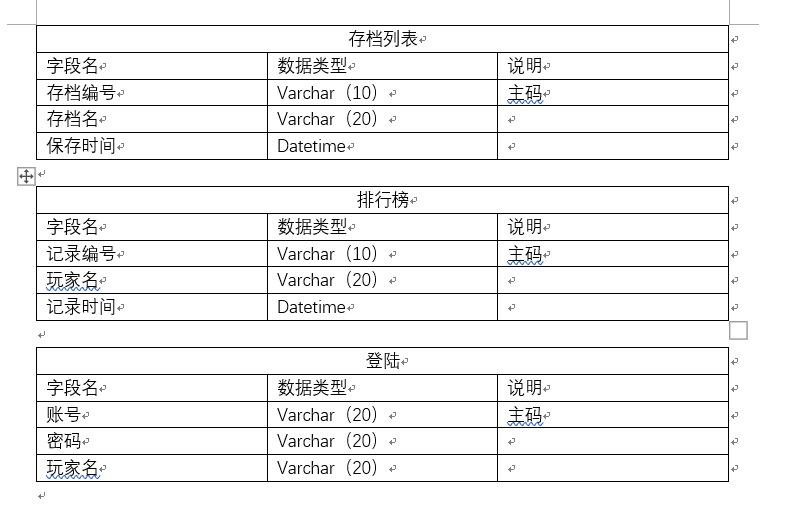 存档列表
字段名 数据类型 说明
存档编号 Varchar（10） 主码
存档名 Varchar（20）
保存时间 Datetime
排行榜
字段名 数据类型 说明
记录编号 Varchar（10） 主码
玩家名 Varchar（20）
记录时间 Datetime
登陆
字段名 数据类型 说明
账号 Varchar（20） 主码
密码 Varchar（20）
玩家名 Varchar（20）